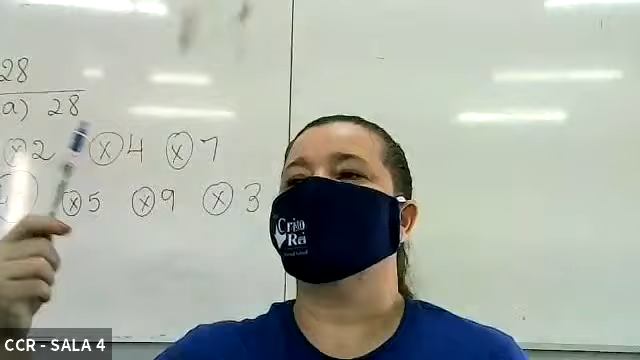 28
a) 28
(x) 2 (x) 4 (x) 7
(x) 5 (x) 9 (x) 3
Cristo
Rei
CCR - SALA 4